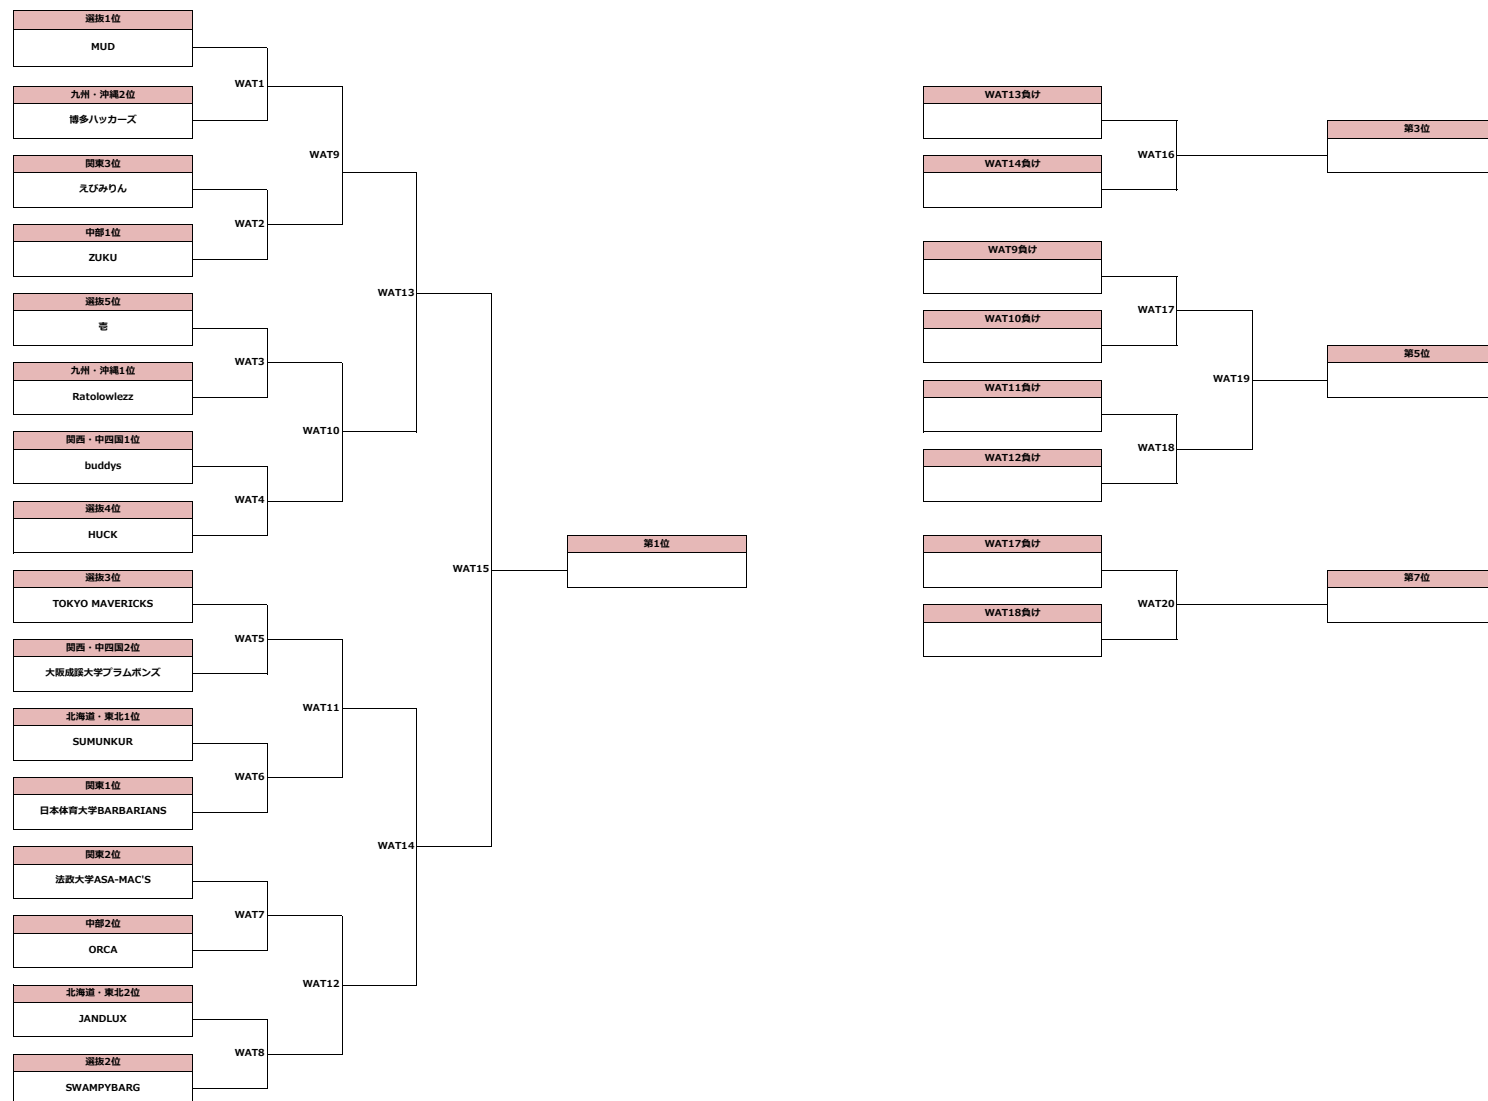 選抜1位
MUD
WAT1
九州・沖縄2位
博多ハッカーズ
WAT9
関東3位
えびみりん
WAT2
中部1位
ZUKU
WAT13
選抜5位
壱
WAT3
九州・沖縄1位
Ratolowlezz
WAT10
関西・中四国1位
buddys
WAT4
選抜4位
HUCK
WAT15
第1位
選抜3位
TOKYO MAVERICKS
WAT5
関西・中四国2位
大阪成蹊大学プラムポンズ
WAT11
北海道・東北1位
SUMUNKUR
WAT6
関東1位
日本体育大学BARBARIANS
WAT14
関東2位
法政大学ASA-MAC'S
WAT7
中部2位
ORCA
WAT12
北海道・東北2位
JANDLUX
WAT8
選抜2位
SWAMPYBARG
WAT13負け
WAT16
第3位
WAT14負け
WAT9負け
WAT17
WAT10負け
WAT19
第5位
WAT11負け
WAT18
WAT12負け
WAT17負け
WAT20
第7位
WAT18負け